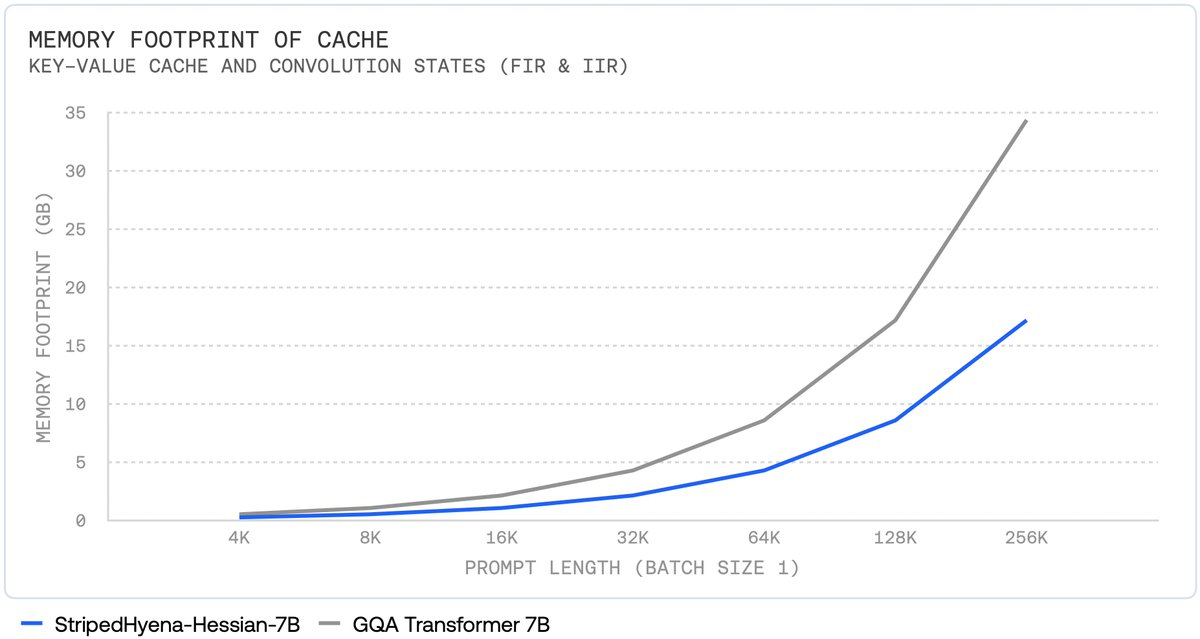 MEMORY FOOTPRINT OF CACHE
KEY-VALUE CACHE AND CONVOLUTION STATES (FIR & IIR)
MEMORY FOOTPRINT (GB)
35
30
25
20
15
10
5
0
4K 8K 16K 32K 64K 128K 256K
PROMPT LENGTH (BATCH SIZE 1)
StripedHyena-Hessian-7B GQA Transformer 7B